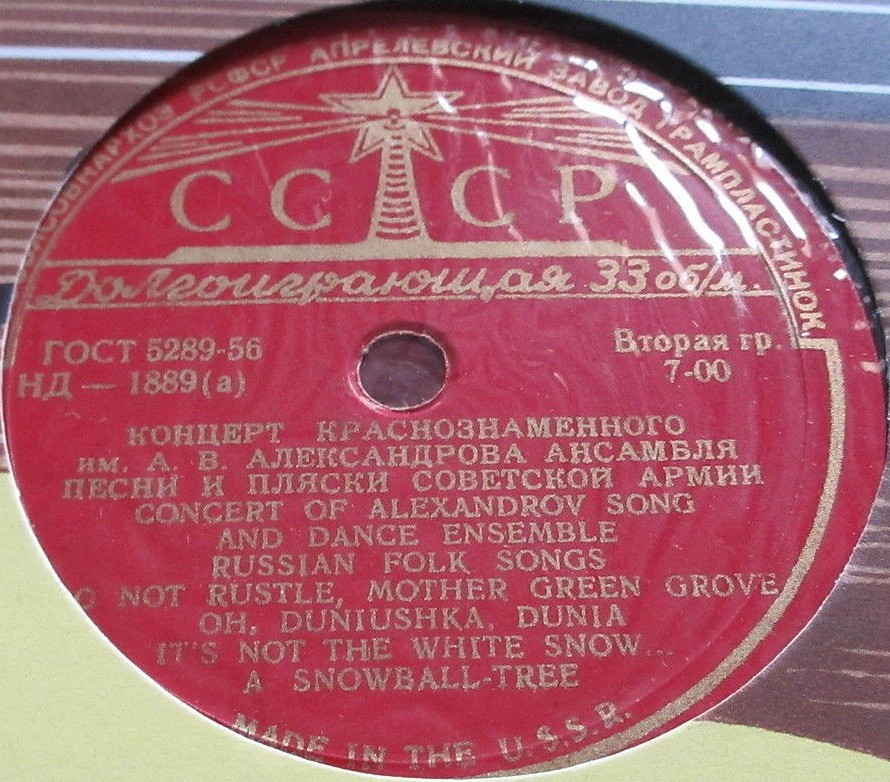 СОВНАРХОЗ РСФСР АПРЕЛЕВСКИЙ ЗАВОД ГРАМПЛАСТИНОК
СССР
Долгоиграющая 33 об/м.
ГОСТ 5289-56
НД — 1889(а)
Вторая гр.
7-00
КОНЦЕРТ КРАСНОЗНАМЕННОГО
им. А. В. АЛЕКСАНДРОВА АНСАМБЛЯ
ПЕСНИ И ПЛЯСКИ СОВЕТСКОЙ АРМИИ
CONCERT OF ALEXANDROV SONG
AND DANCE ENSEMBLE
RUSSIAN FOLK SONGS
O NOT RUSTLE, MOTHER GREEN GROVE
OH, DUNIUSHKA, DUNIA
IT'S NOT THE WHITE SNOW...
A SNOWBALL-TREE
MADE IN THE U.S.S.R.